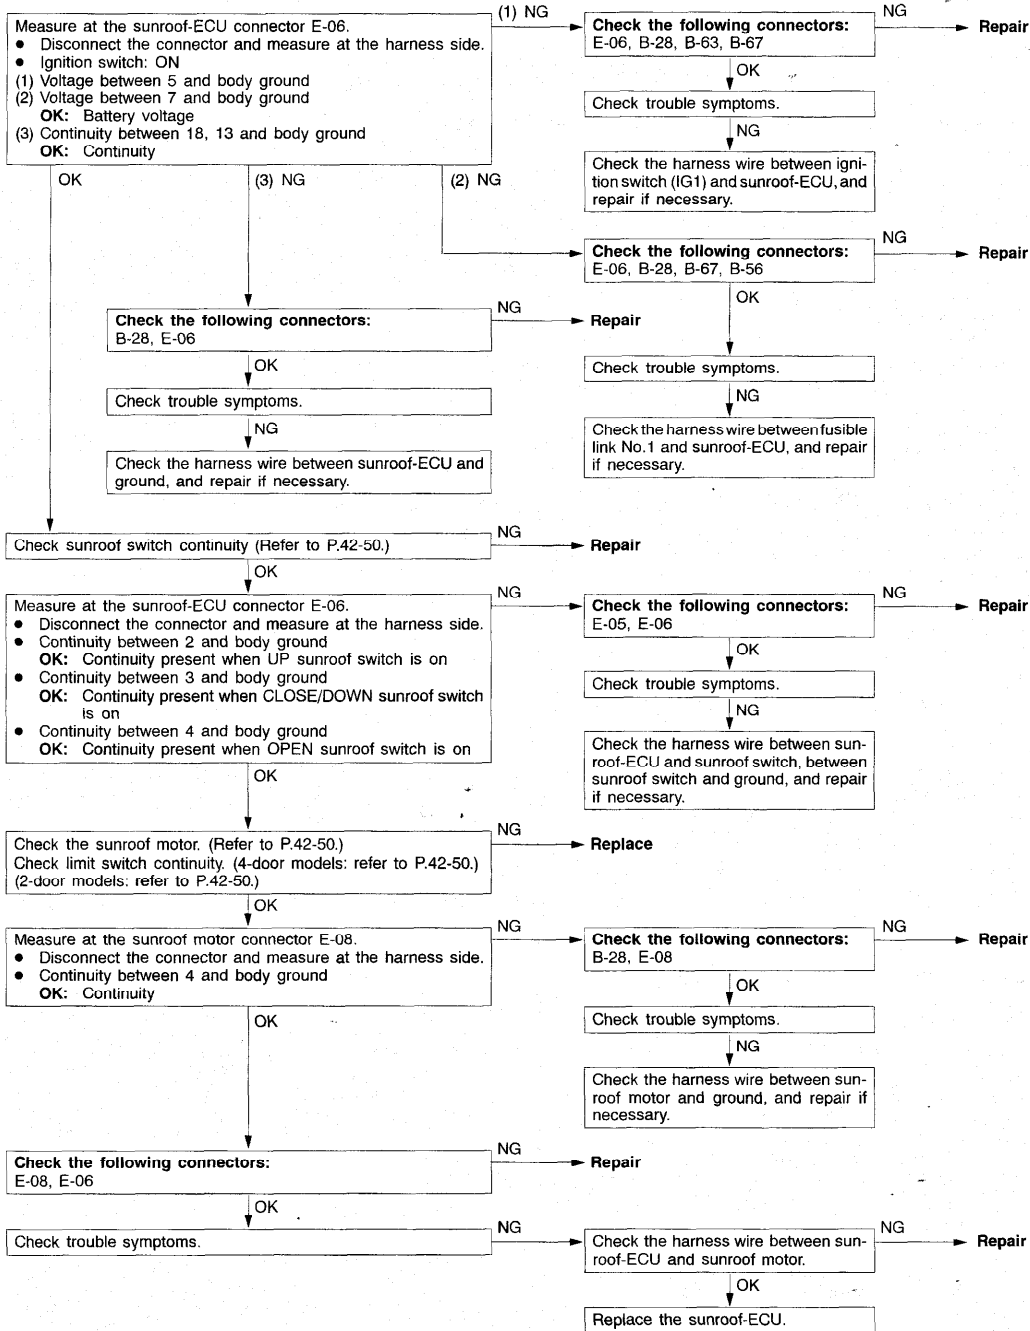 Measure at the sunroof-ECU connector E-06.
● Disconnect the connector and measure at the harness side.
● Ignition switch: ON
(1) Voltage between 5 and body ground
(2) Voltage between 7 and body ground
OK: Battery voltage
(3) Continuity between 18, 13 and body ground
OK: Continuity
(1) NG
Check the following connectors:
E-06, B-28, B-63, B-67
NG
Repair
OK
Check trouble symptoms.
NG
Check the harness wire between igni-
tion switch (IG1) and sunroof-ECU, and
repair if necessary.
OK
(3) NG
(2) NG
Check the following connectors:
E-06, B-28, B-67, B-56
NG
Repair
OK
Check trouble symptoms.
NG
Check the harness wire between fusible
link No.1 and sunroof-ECU, and repair
if necessary.
Check the following connectors:
B-28, E-06
NG
Repair
OK
Check trouble symptoms.
NG
Check the harness wire between sunroof-ECU and
ground, and repair if necessary.
Check sunroof switch continuity (Refer to P.42-50.)
NG
Repair
OK
Measure at the sunroof-ECU connector E-06.
● Disconnect the connector and measure at the harness side.
● Continuity between 2 and body ground
OK: Continuity present when UP sunroof switch is on
● Continuity between 3 and body ground
OK: Continuity present when CLOSE/DOWN sunroof switch
is on
● Continuity between 4 and body ground
OK: Continuity present when OPEN sunroof switch is on
NG
Check the following connectors:
E-05, E-06
NG
Repair
OK
Check trouble symptoms.
NG
Check the harness wire between sun-
roof-ECU and sunroof switch, between
sunroof switch and ground, and repair
if necessary.
OK
Check the sunroof motor. (Refer to P.42-50.)
Check limit switch continuity. (4-door models: refer to P.42-50.)
(2-door models: refer to P.42-50.)
NG
Replace
OK
Measure at the sunroof motor connector E-08.
● Disconnect the connector and measure at the harness side.
● Continuity between 4 and body ground
OK: Continuity
NG
Check the following connectors:
B-28, E-08
NG
Repair
OK
Check trouble symptoms.
NG
Check the harness wire between sun-
roof motor and ground, and repair if
necessary.
OK
Check the following connectors:
E-08, E-06
NG
Repair
OK
Check trouble symptoms.
NG
Check the harness wire between sun-
roof-ECU and sunroof motor.
NG
Repair
OK
Replace the sunroof-ECU.